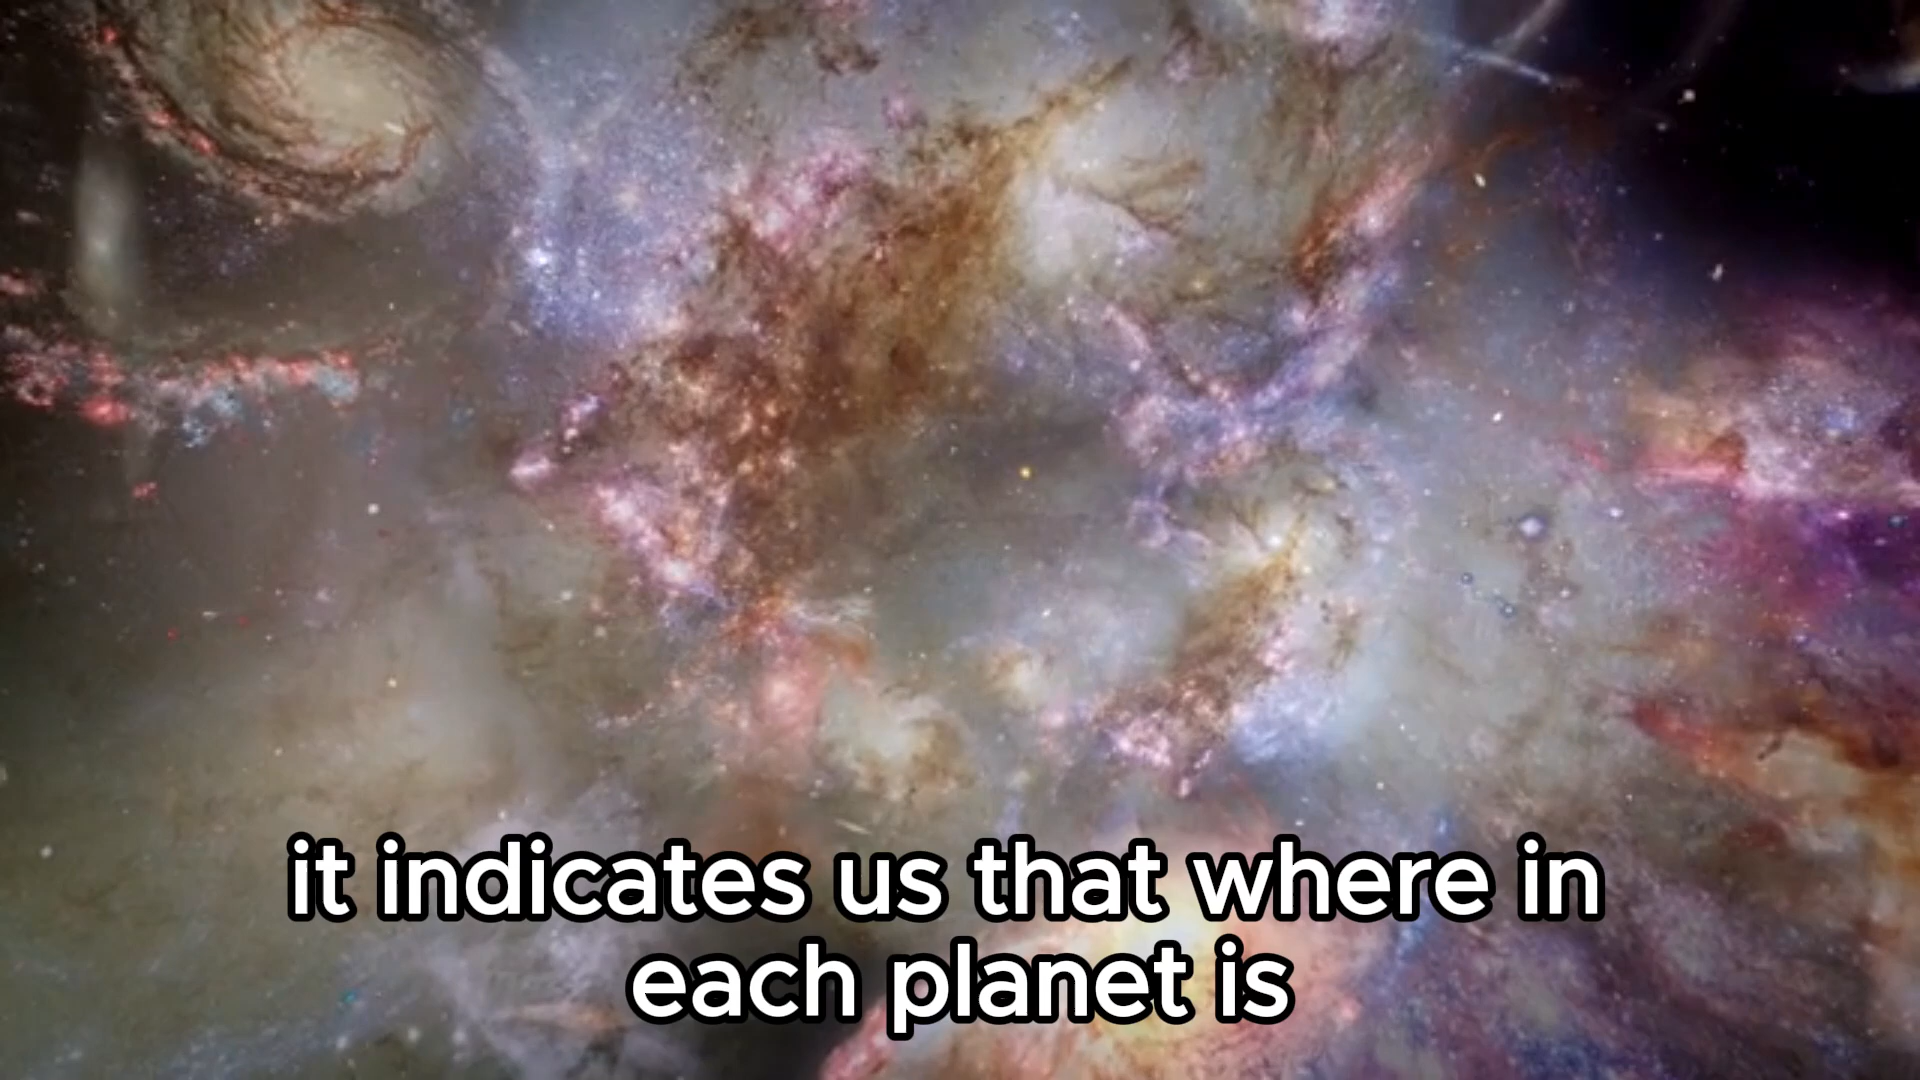 it indicates us that where in
each planet is